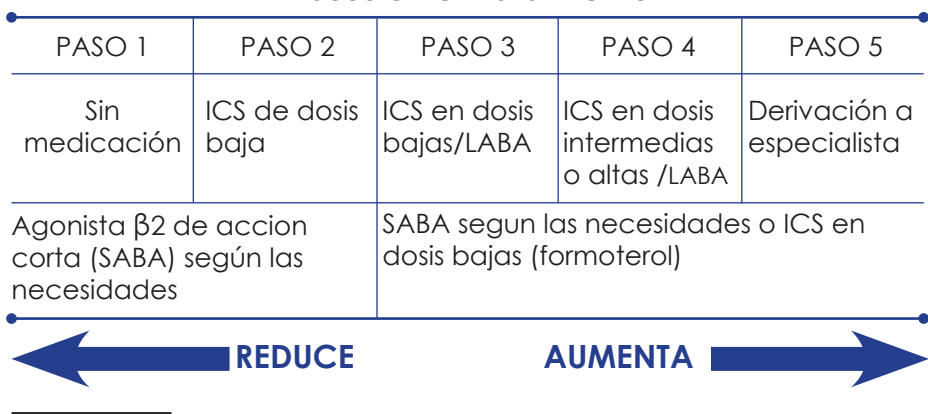 PASO 1
PASO 2
PASO 3
PASO 4
PASO 5
Sin
medicación
ICS de dosis
baja
ICS en dosis
bajas/LABA
ICS en dosis
intermedias
o altas /LABA
Derivación a
especialista
Agonista β2 de accion
corta (SABA) según las
necesidades
SABA segun las necesidades o ICS en
dosis bajas (formoterol)
REDUCE
AUMENTA